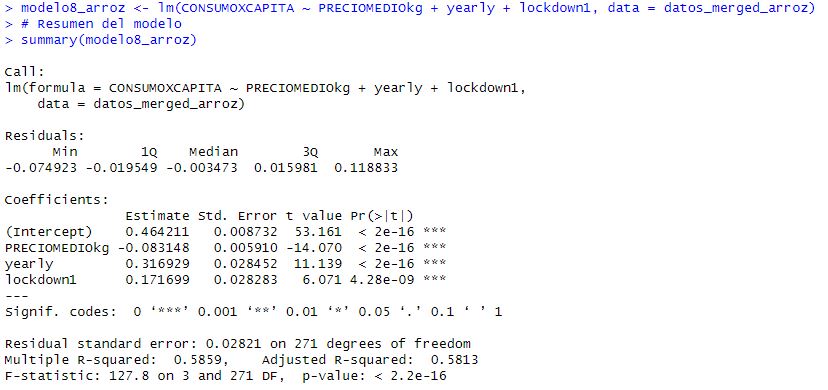 > modelo8_arroz <- lm(CONSUMOXCAPITA ~ PRECIOMEDIOkg + yearly + lockdown1, data = datos_merged_arroz)
> # Resumen del modelo
> summary(modelo8_arroz)
Call:
lm(formula = CONSUMOXCAPITA ~ PRECIOMEDIOkg + yearly + lockdown1,
    data = datos_merged_arroz)
Residuals:
      Min        1Q    Median        3Q       Max
-0.074923 -0.019549 -0.003473  0.015981  0.118833
Coefficients:
               Estimate Std. Error t value Pr(>|t|)
(Intercept)    0.464211   0.008732  53.161  < 2e-16 ***
PRECIOMEDIOkg -0.083148   0.005910 -14.070  < 2e-16 ***
yearly         0.316929   0.028452  11.139  < 2e-16 ***
lockdown1      0.171699   0.028283   6.071 4.28e-09 ***
---
Signif. codes:  0 ‘***’ 0.001 ‘**’ 0.01 ‘*’ 0.05 ‘.’ 0.1 ‘ ’ 1
Residual standard error: 0.02821 on 271 degrees of freedom
Multiple R-squared:  0.5859,    Adjusted R-squared:  0.5813
F-statistic: 127.8 on 3 and 271 DF,  p-value: < 2.2e-16